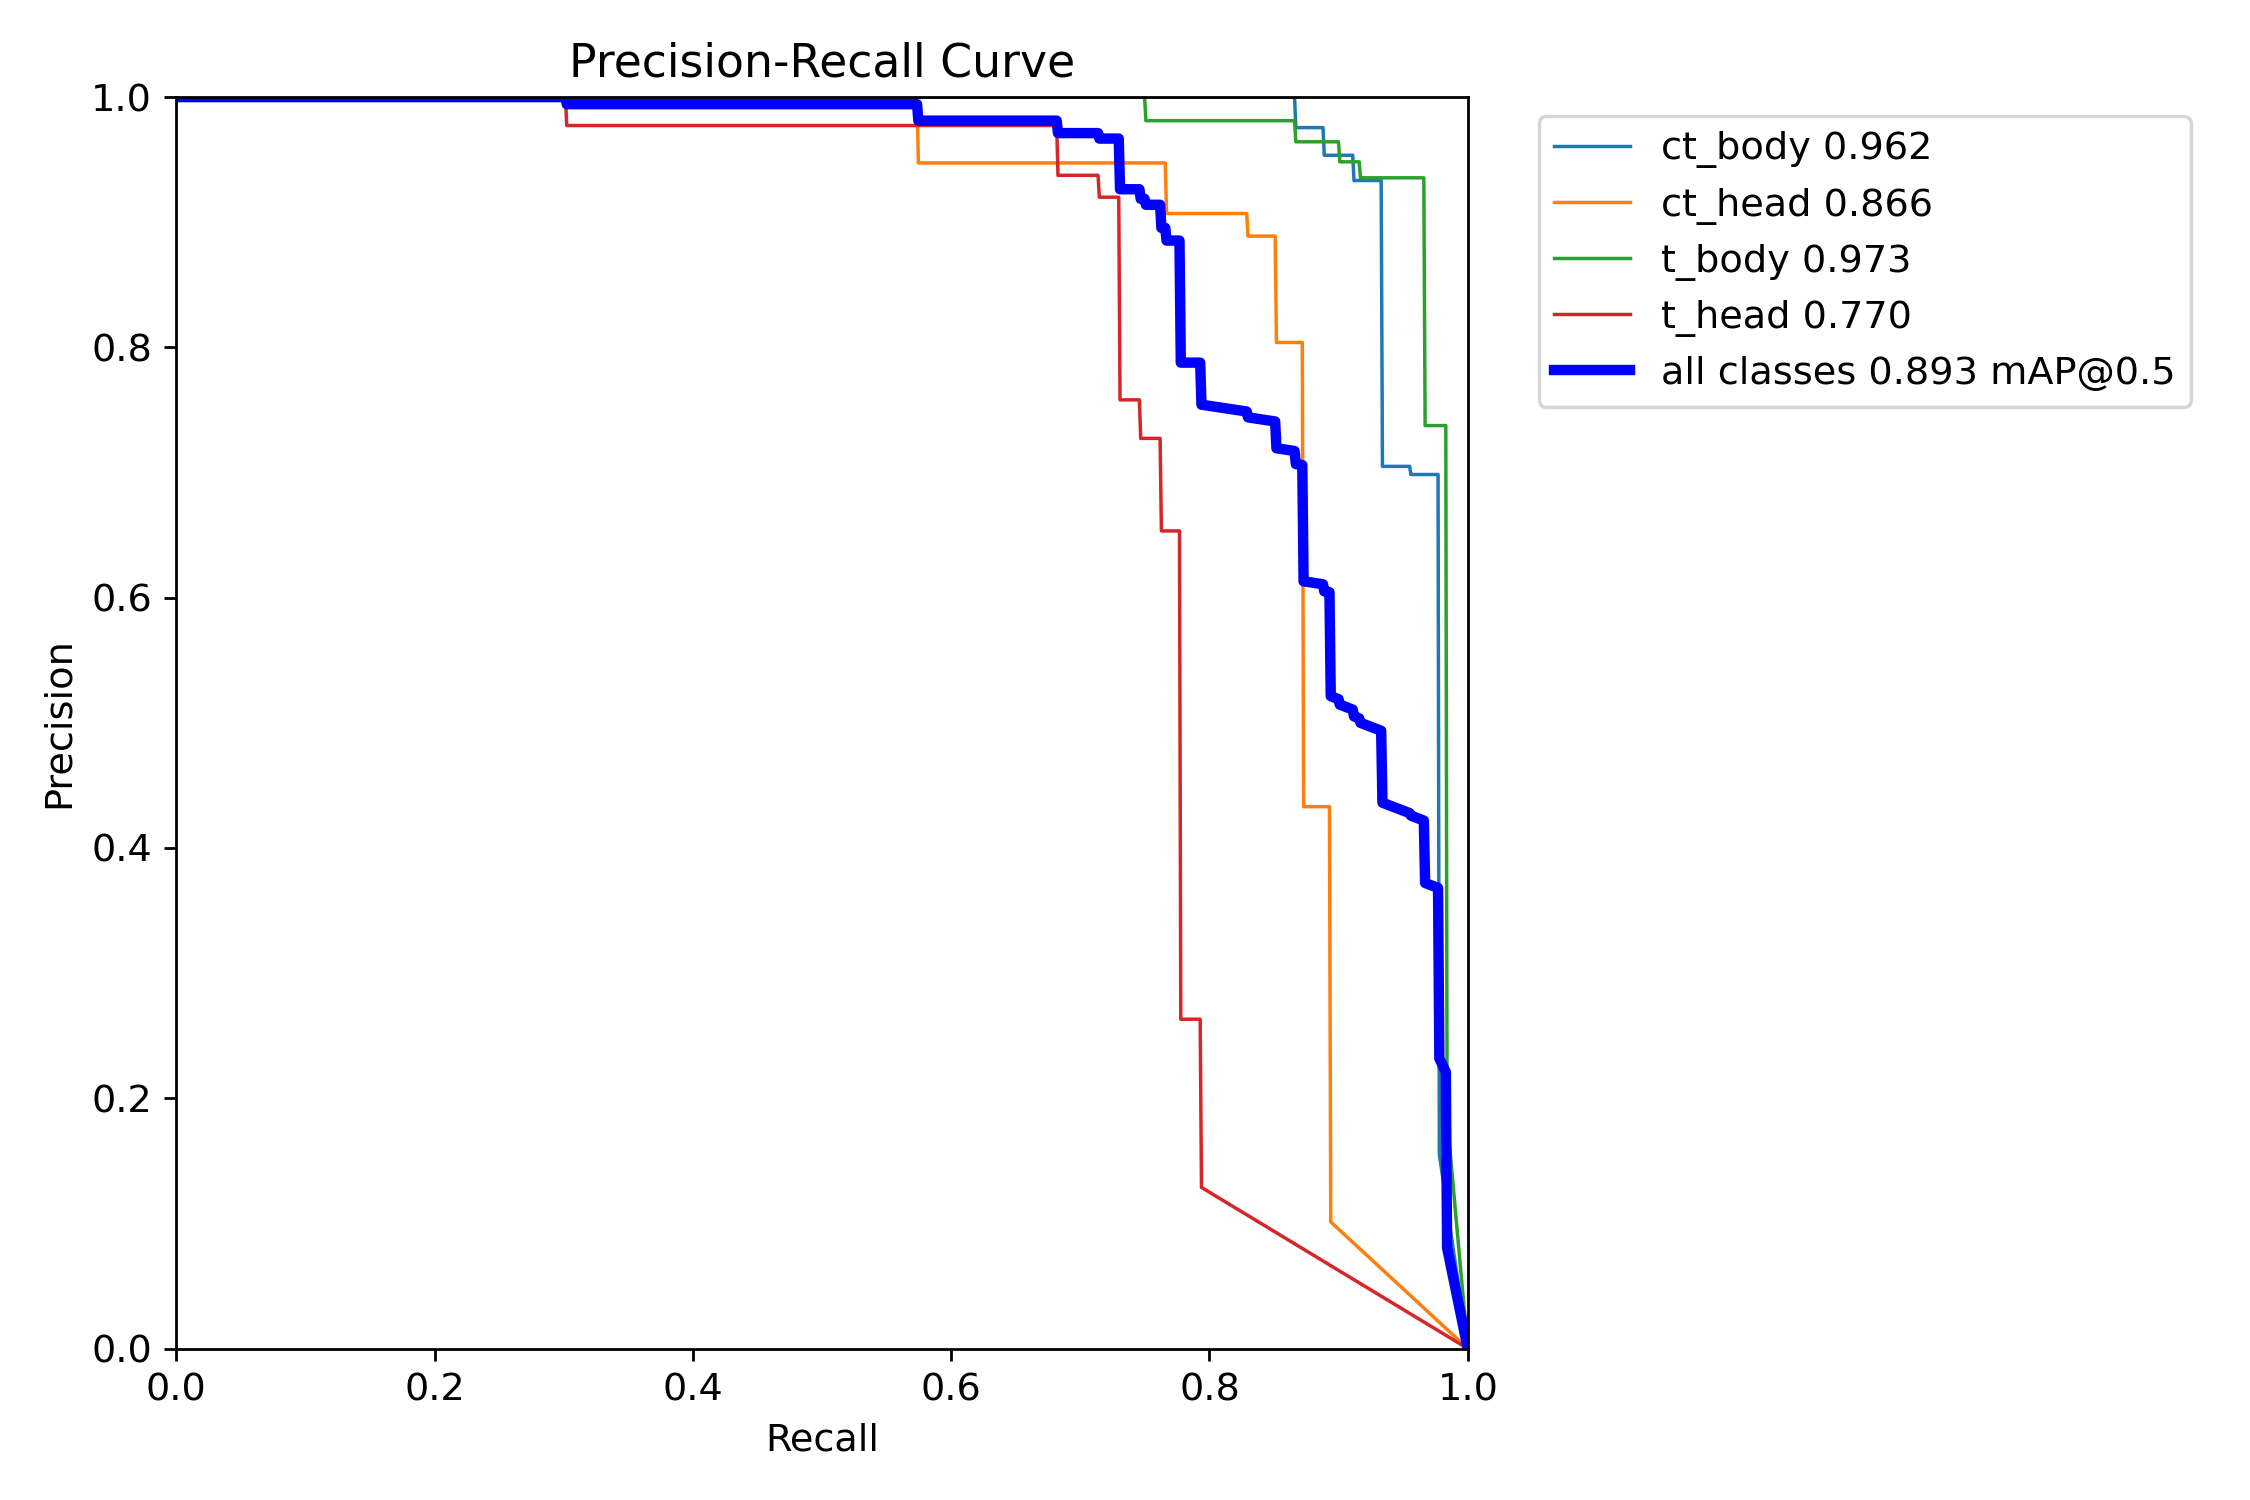 Precision-Recall Curve
1.0
0.8
0.6
0.4
0.2
0.0
Precision
0.0 0.2 0.4 0.6 0.8 1.0
Recall
ct_body 0.962
ct_head 0.866
t_body 0.973
t_head 0.770
all classes 0.893 mAP@0.5